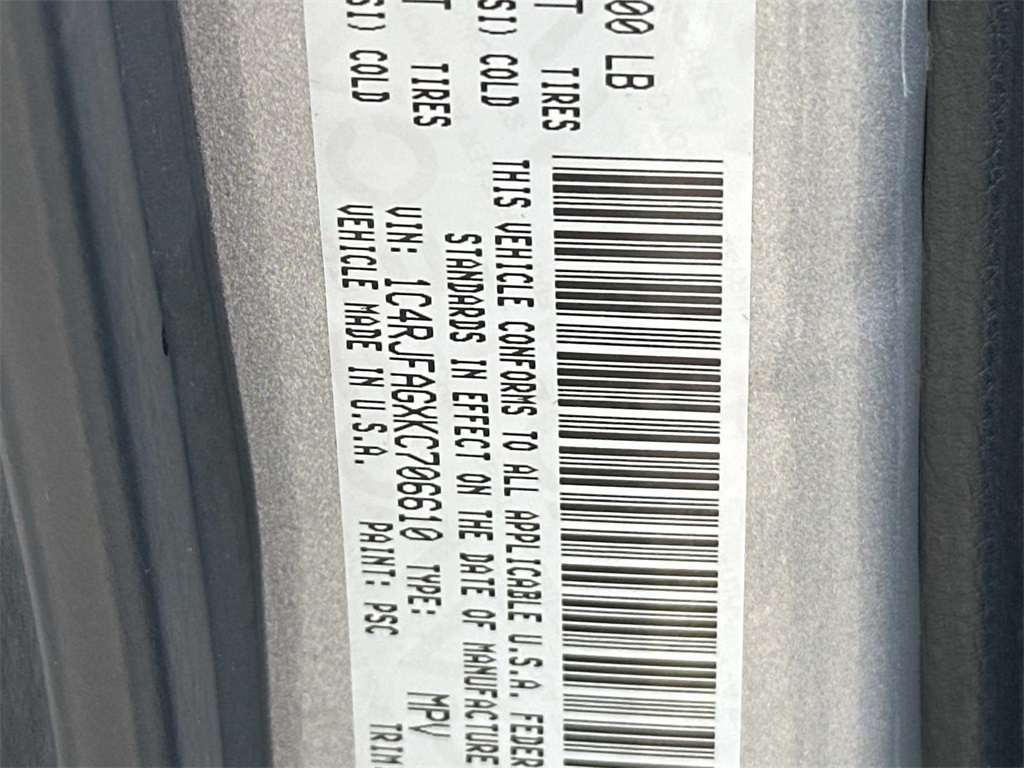 00 LB
T TIRES
SI) COLD
T TIRES
SI) COLD
THIS VEHICLE CONFORMS TO ALL APPLICABLE U.S.A. FEDER
STANDARDS IN EFFECT ON THE DATE OF MANUFACTURE
VIN: 1C4RJFAGXKC706610 TYPE: MPV
VEHICLE MADE IN U.S.A. PAINT: PSC TRIM